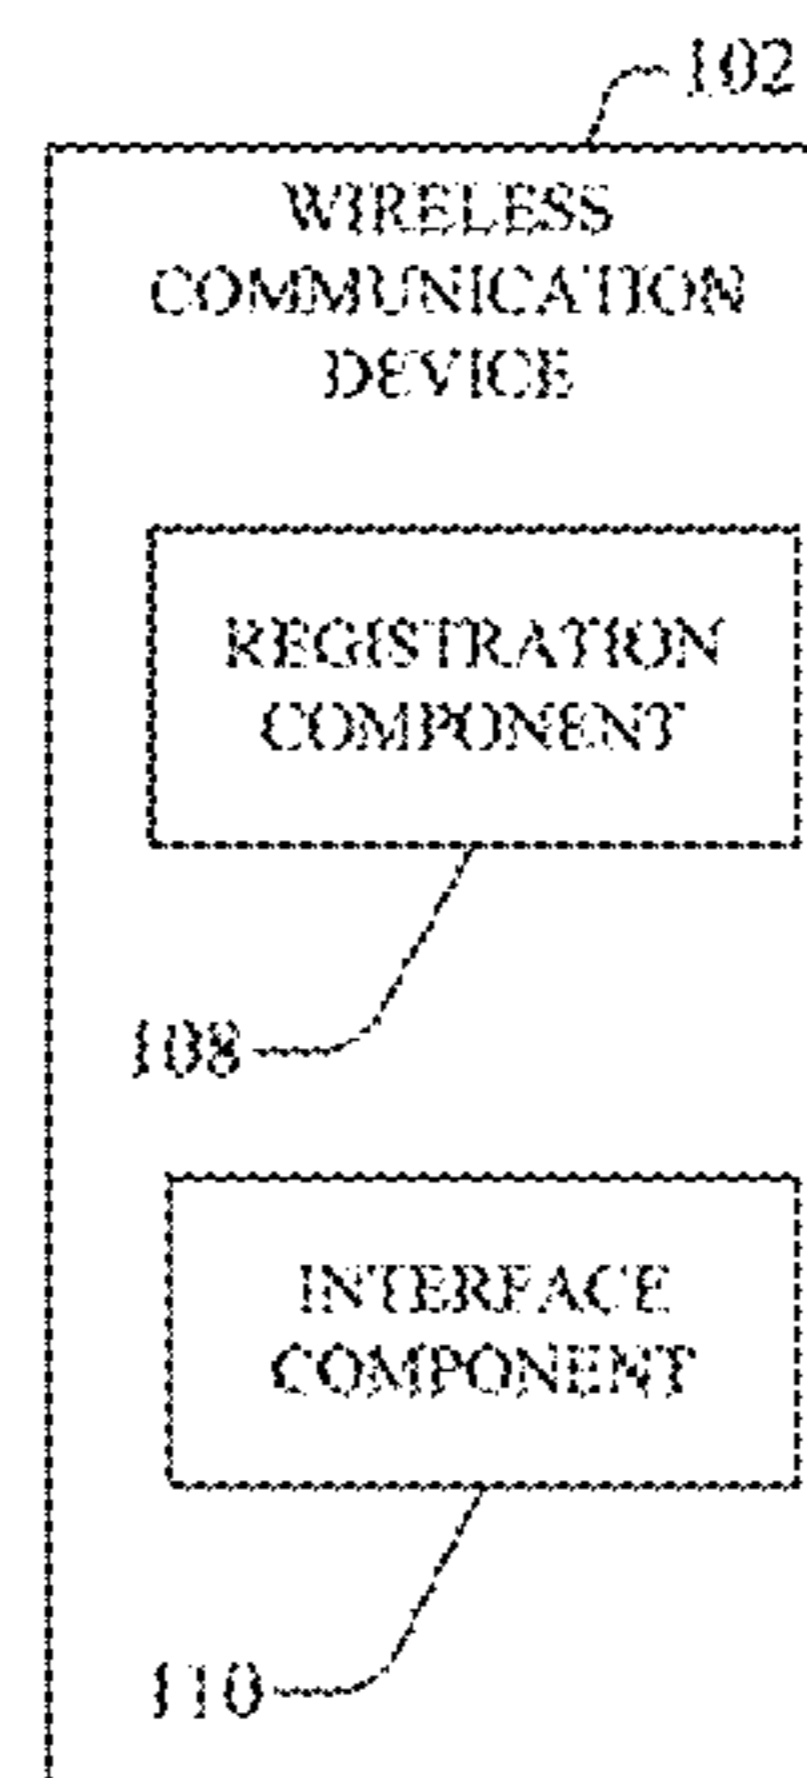 102
WIRELESS
COMMUNICATION
DEVICE
REGISTRATION
COMPONENT
108
INTERFACE
COMPONENT
110